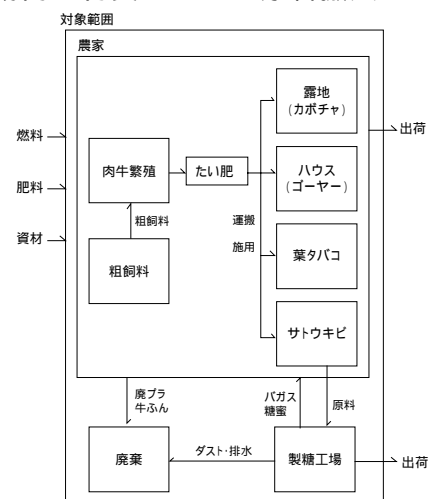 対象範囲
農家
露地
(カボチャ)
出荷
燃料
肉牛繁殖
たい肥
ハウス
(ゴーヤー)
肥料
粗飼料
運搬
施用
資材
粗飼料
葉タバコ
サトウキビ
廃プラ
牛ふん
バガス
糖蜜
原料
廃棄
ダスト・排水
製糖工場
出荷